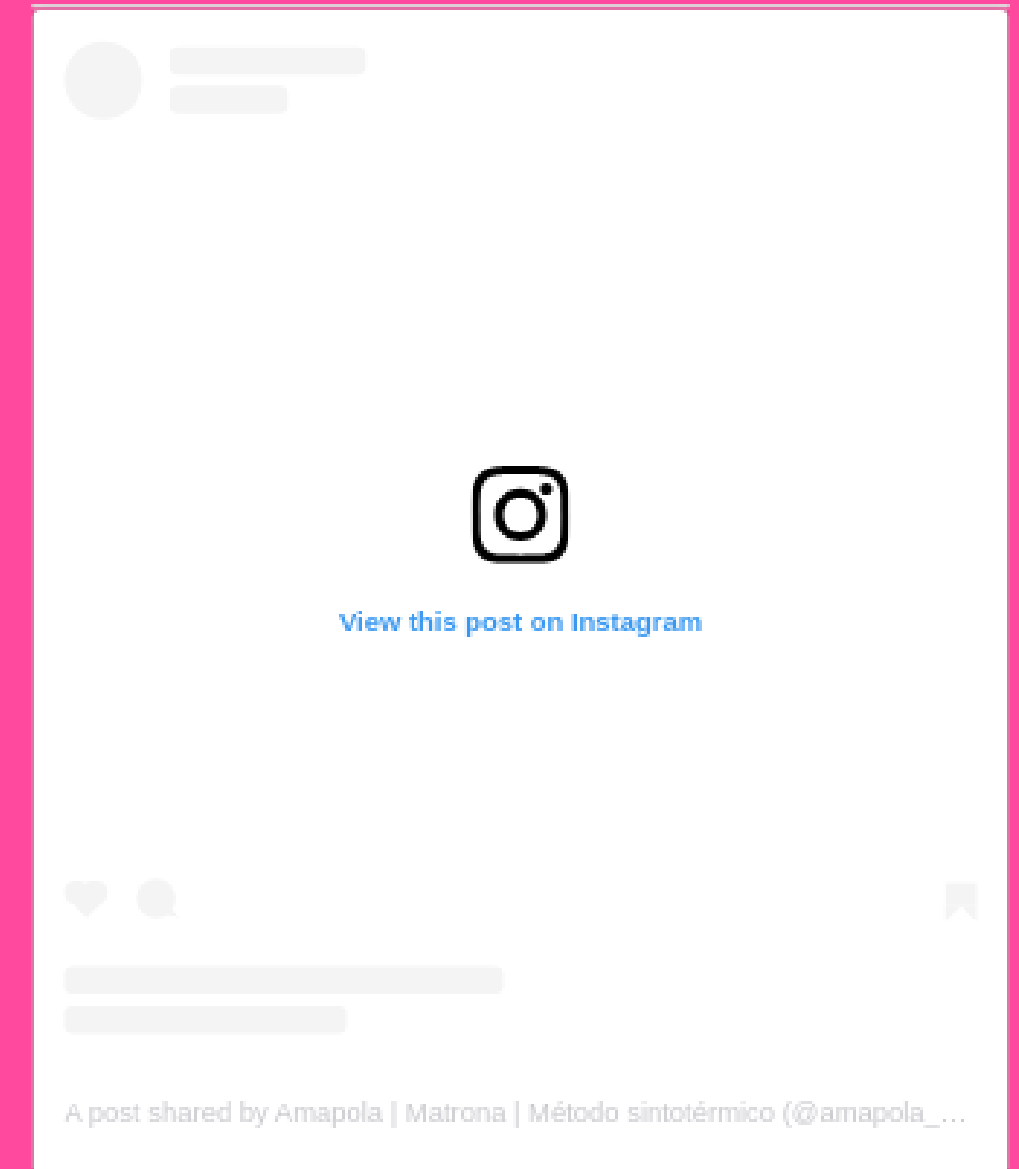 View this post on Instagram
A post shared by Amapola | Matrona | Método sintotérmico (@amapola_…